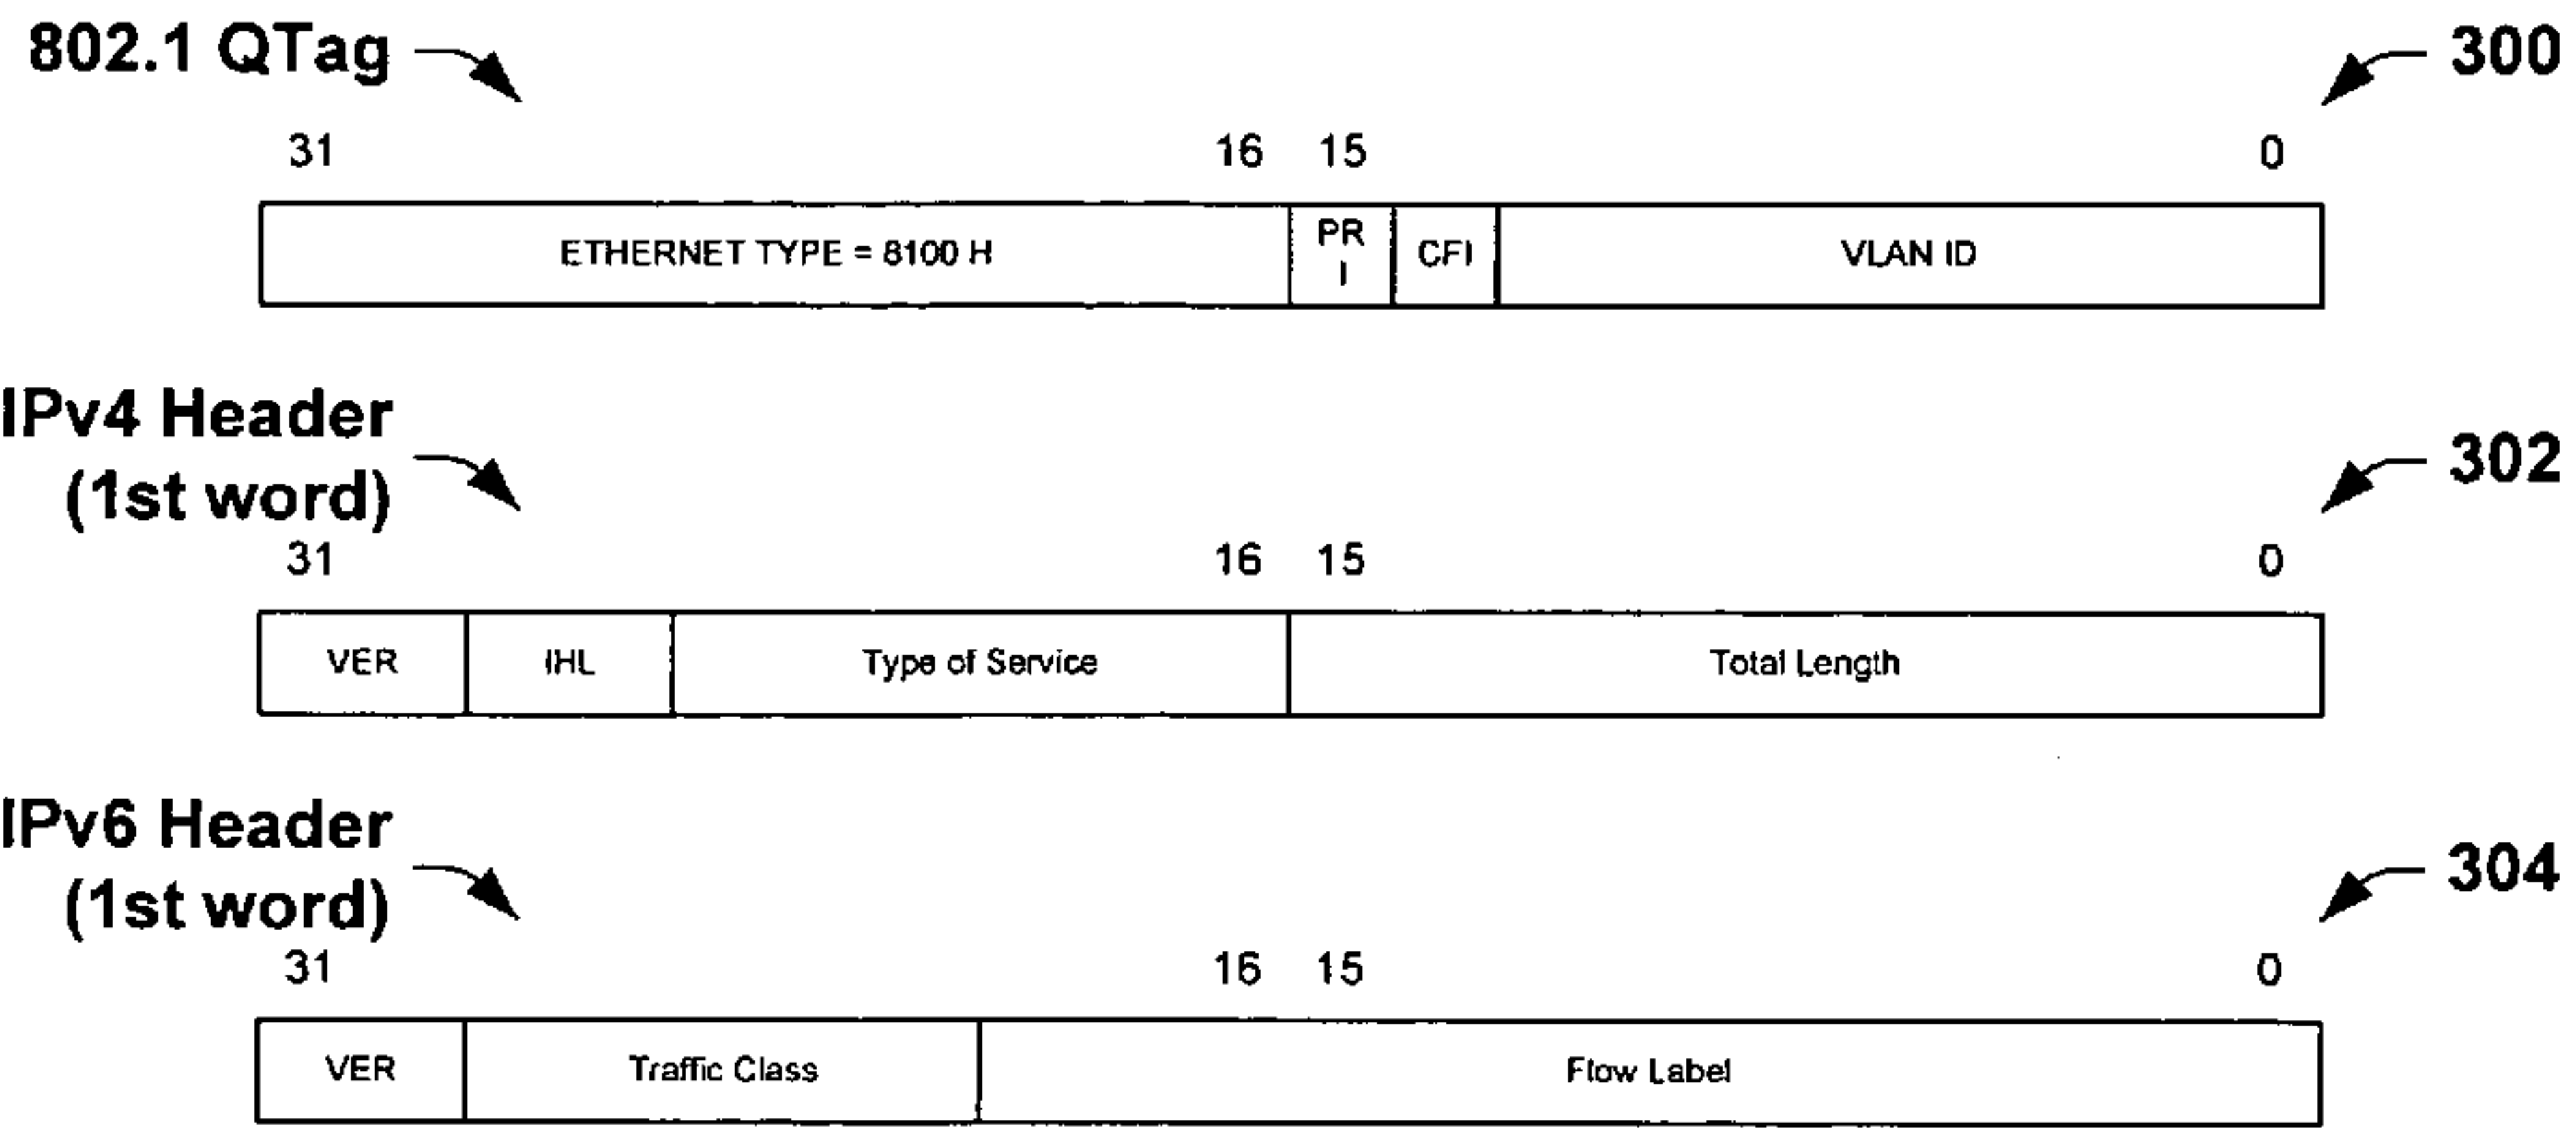 802.1 QTag 300
31 16 15 0
ETHERNET TYPE = 8100 H PR I CFI VLAN ID
IPv4 Header
(1st word) 302
31 16 15 0
VER IHL Type of Service Total Length
IPv6 Header
(1st word) 304
31 16 15 0
VER Traffic Class Flow Label